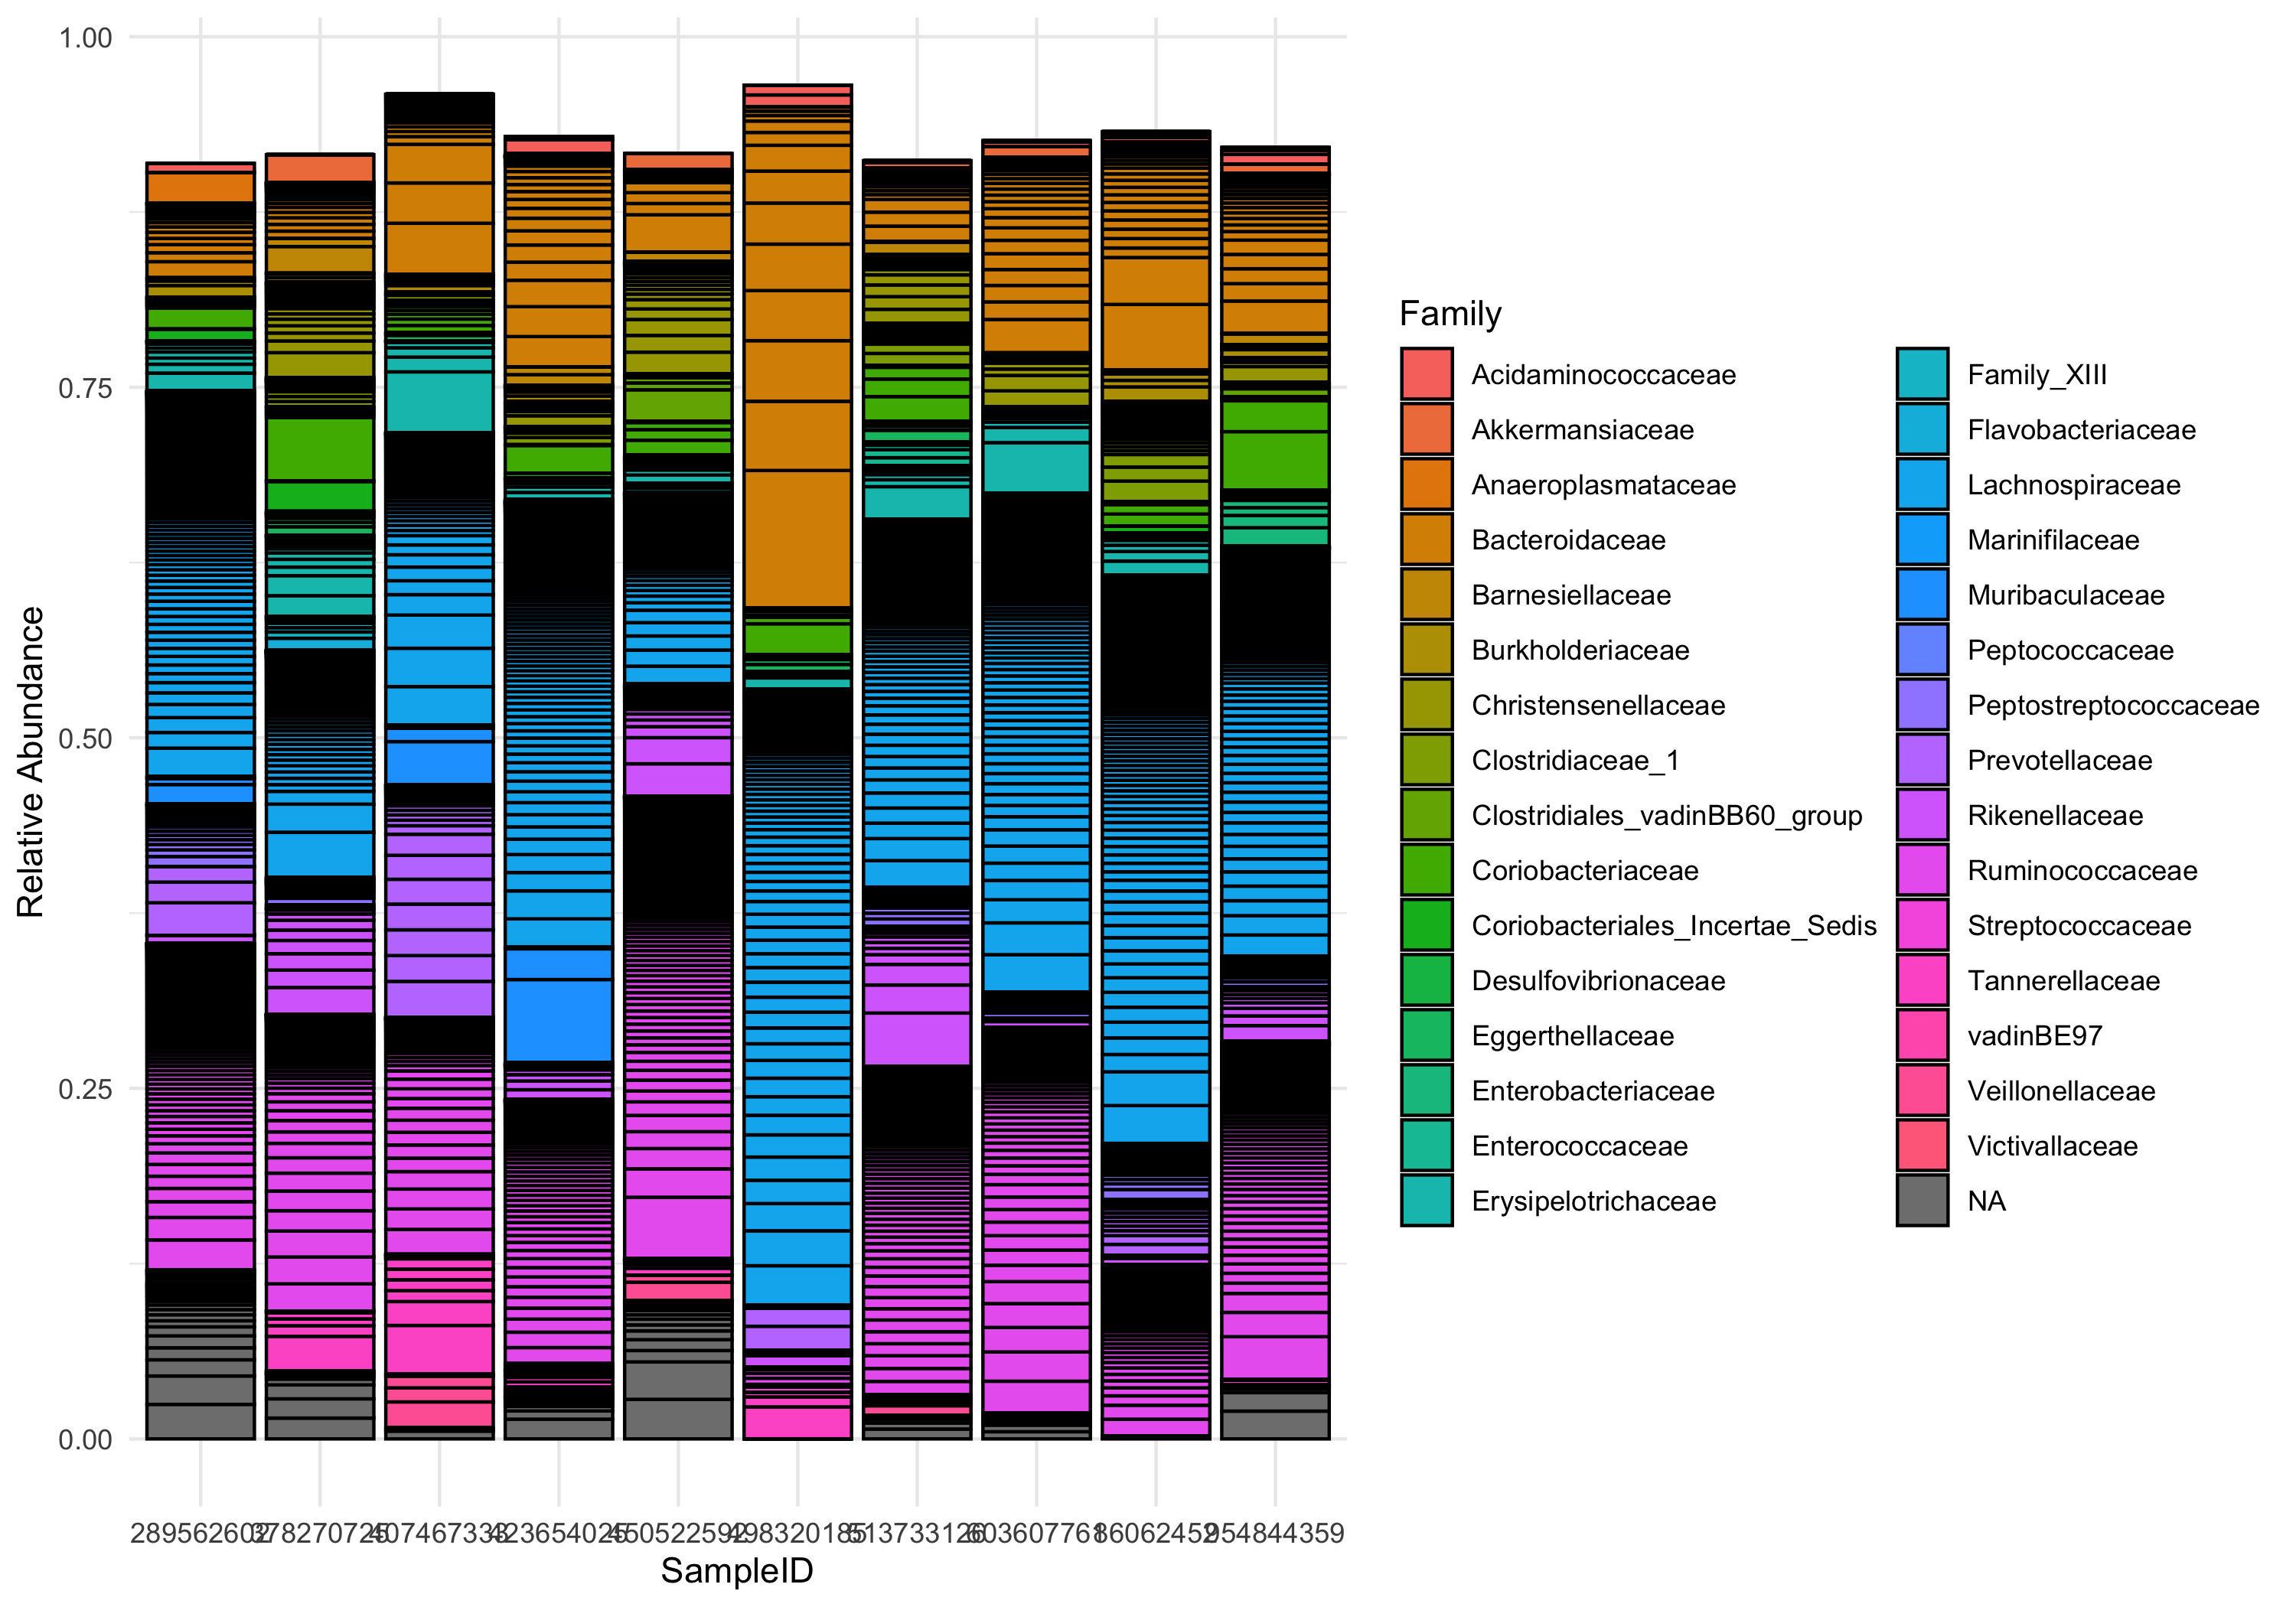 1.00
0.75
0.50
0.25
0.00
Relative Abundance
289562602 954844359
SampleID
Family
Acidaminococcaceae
Akkermansiaceae
Anaeroplasmataceae
Bacteroidaceae
Barnesiellaceae
Burkholderiaceae
Christensenellaceae
Clostridiaceae_1
Clostridiales_vadinBB60_group
Coriobacteriaceae
Coriobacteriales_Incertae_Sedis
Desulfovibrionaceae
Eggerthellaceae
Enterobacteriaceae
Enterococcaceae
Erysipelotrichaceae
Family_XIII
Flavobacteriaceae
Lachnospiraceae
Marinifilaceae
Muribaculaceae
Peptococcaceae
Peptostreptococcaceae
Prevotellaceae
Rikenellaceae
Ruminococcaceae
Streptococcaceae
Tannerellaceae
vadinBE97
Veillonellaceae
Victivallaceae
NA